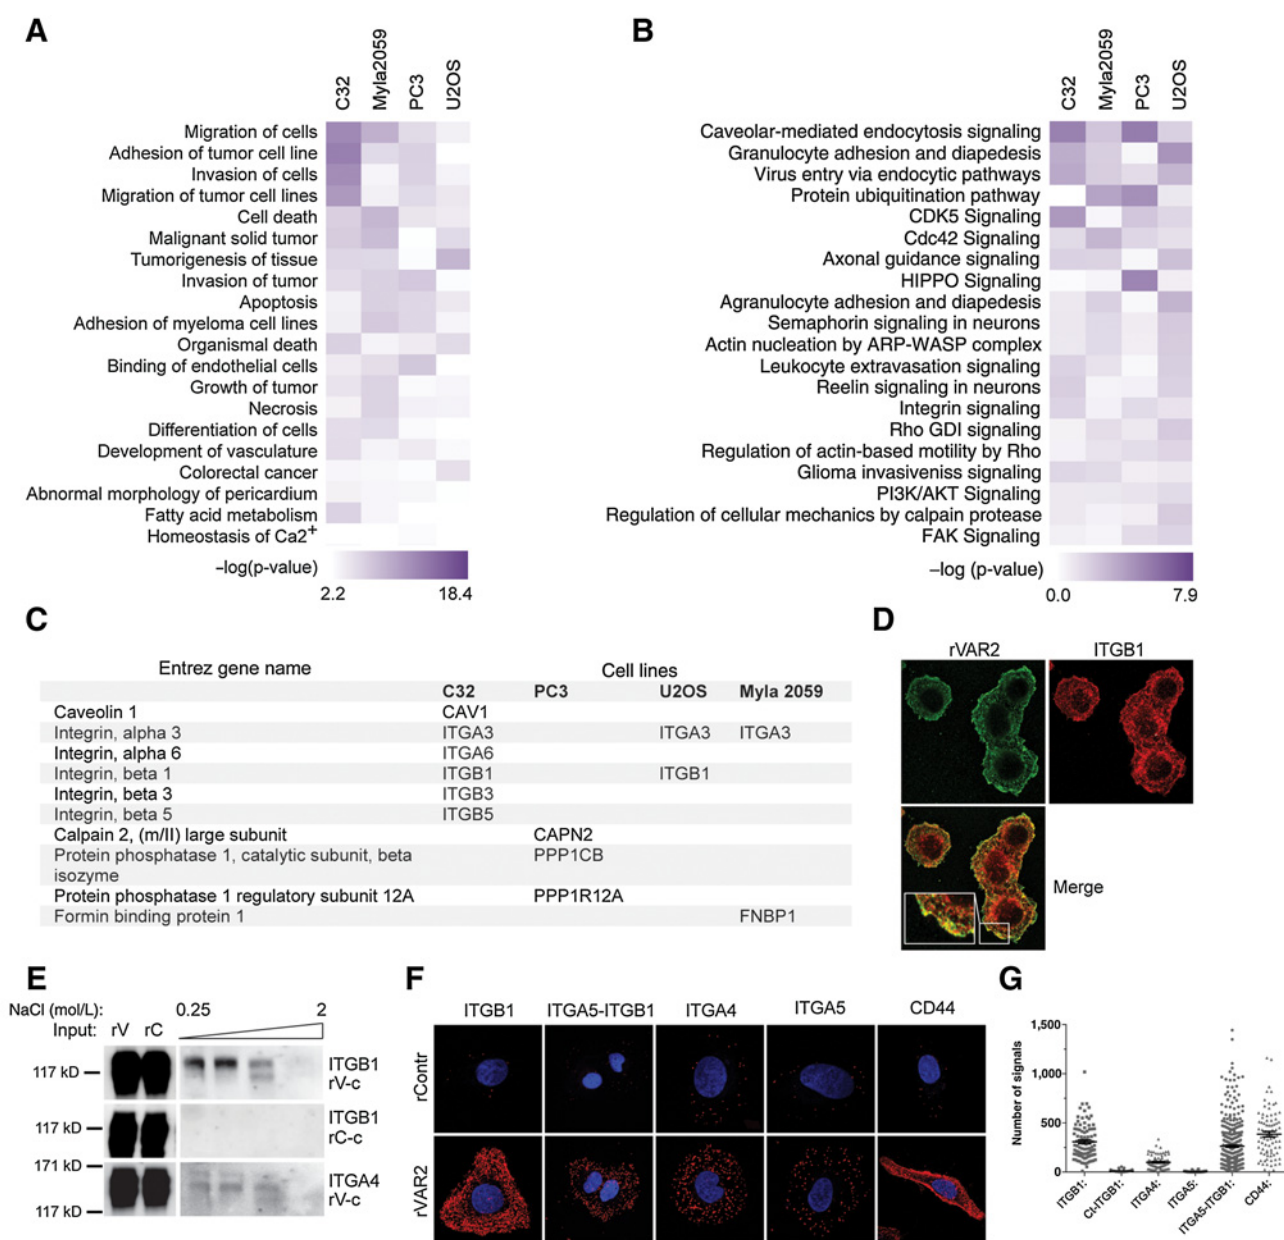 A
C32 Myla2059 PC3 U2OS
Migration of cells
Adhesion of tumor cell line
Invasion of cells
Migration of tumor cell lines
Cell death
Malignant solid tumor
Tumorigenesis of tissue
Invasion of tumor
Apoptosis
Adhesion of myeloma cell lines
Organismal death
Binding of endothelial cells
Growth of tumor
Necrosis
Differentiation of cells
Development of vasculature
Colorectal cancer
Abnormal morphology of pericardium
Fatty acid metabolism
Homeostasis of Ca2+
–log(p-value)
2.2 18.4
B
C32 Myla2059 PC3 U2OS
Caveolar-mediated endocytosis signaling
Granulocyte adhesion and diapedesis
Virus entry via endocytic pathways
Protein ubiquitination pathway
CDK5 Signaling
Cdc42 Signaling
Axonal guidance signaling
HIPPO Signaling
Agranulocyte adhesion and diapedesis
Semaphorin signaling in neurons
Actin nucleation by ARP-WASP complex
Leukocyte extravasation signaling
Reelin signaling in neurons
Integrin signaling
Rho GDI signaling
Regulation of actin-based motility by Rho
Glioma invasiveniss signaling
PI3K/AKT Signaling
Regulation of cellular mechanics by calpain protease
FAK Signaling
–log (p-value)
0.0 7.9
C
Entrez gene name Cell lines
C32 PC3 U2OS Myla 2059
Caveolin 1 CAV1
Integrin, alpha 3 ITGA3 ITGA3 ITGA3
Integrin, alpha 6 ITGA6
Integrin, beta 1 ITGB1 ITGB1
Integrin, beta 3 ITGB3
Integrin, beta 5 ITGB5
Calpain 2, (m/II) large subunit CAPN2
Protein phosphatase 1, catalytic subunit, beta PPP1CB
isozyme
Protein phosphatase 1 regulatory subunit 12A PPP1R12A
Formin binding protein 1 FNBP1
D
rVAR2 ITGB1
Merge
E
NaCl (mol/L): 0.25 2
Input: rV rC
117 kD
ITGB1
rV-c
117 kD
ITGB1
rC-c
171 kD
117 kD
ITGA4
rV-c
F
ITGB1 ITGA5-ITGB1 ITGA4 ITGA5 CD44
rContr
rVAR2
G
Number of signals
1,500
1,000
500
0
ITGB1: CI-ITGB1: ITGA4: ITGA5: ITGA5-ITGB1: CD44: